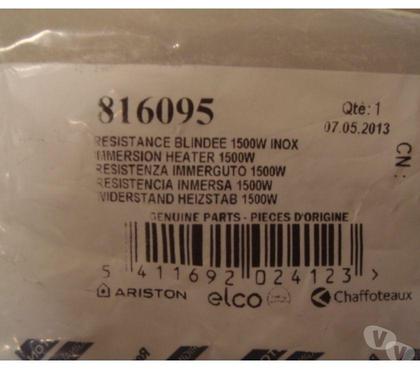 816095
Qté: 1
07.05.2013
CN :
RESISTANCE BLINDEE 1500W INOX
IMMERSION HEATER 1500W
RESISTENZA IMMERGUTO 1500W
RESISTENCIA INMERSA 1500W
WIDERSTAND HEIZSTAB 1500W
GENUINE PARTS - PIECES D'ORIGINE
5 411692 024123 >
ARISTON elco Chaffoteaux